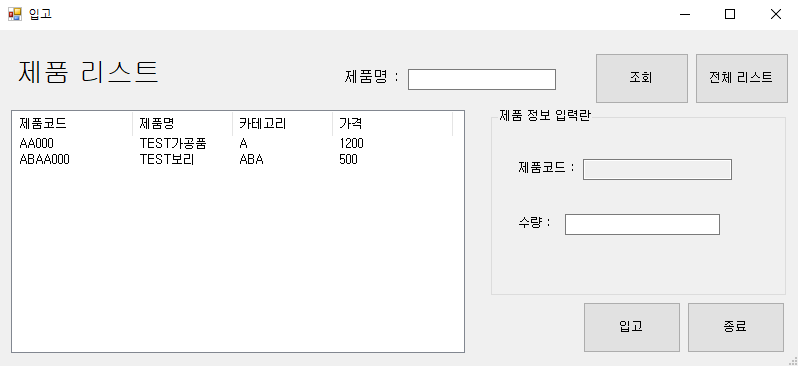 입고
제품 리스트
제품명 :
조회
전체 리스트
제품코드 제품명 카테고리 가격
AA000 TEST가공품 A 1200
ABAA000 TEST보리 ABA 500
제품 정보 입력란
제품코드 :
수량 :
입고
종료